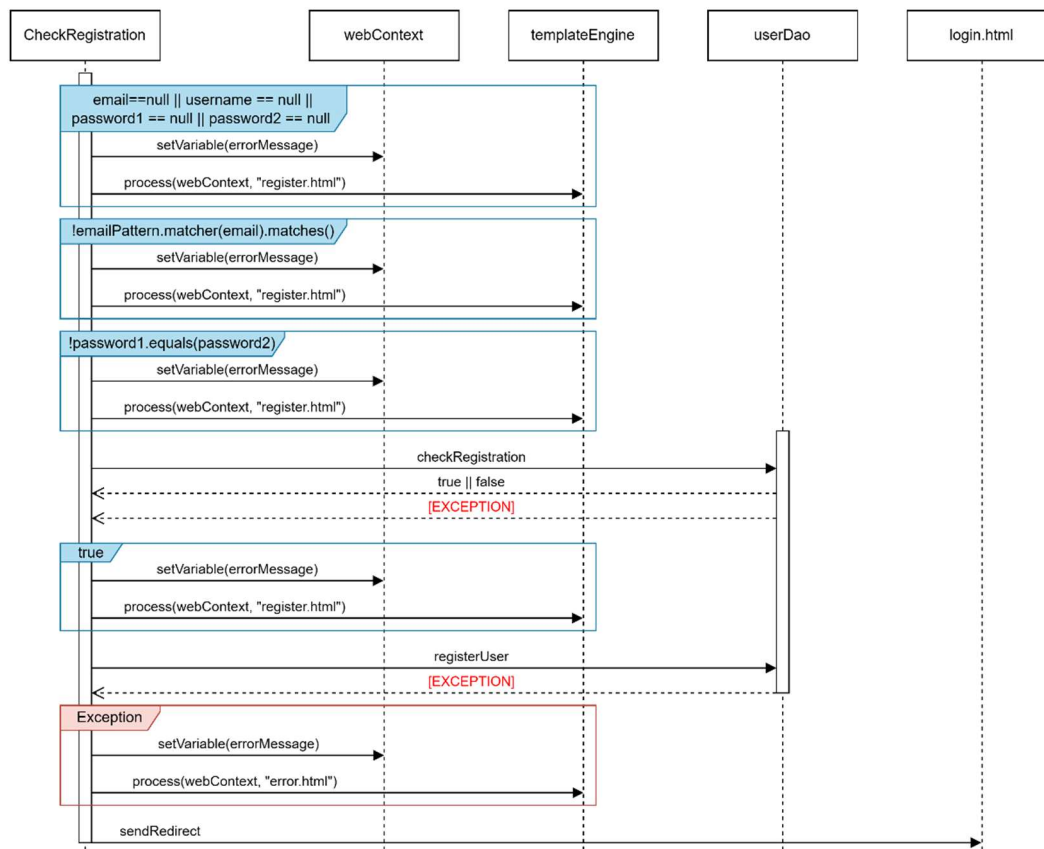 CheckRegistration
webContext
templateEngine
userDao
login.html
email==null || username == null ||
password1 == null || password2 == null
setVariable(errorMessage)
process(webContext, "register.html")
!emailPattern.matcher(email).matches()
setVariable(errorMessage)
process(webContext, "register.html")
!password1.equals(password2)
setVariable(errorMessage)
process(webContext, "register.html")
checkRegistration
true || false
[EXCEPTION]
true
setVariable(errorMessage)
process(webContext, "register.html")
registerUser
[EXCEPTION]
Exception
setVariable(errorMessage)
process(webContext, "error.html")
sendRedirect